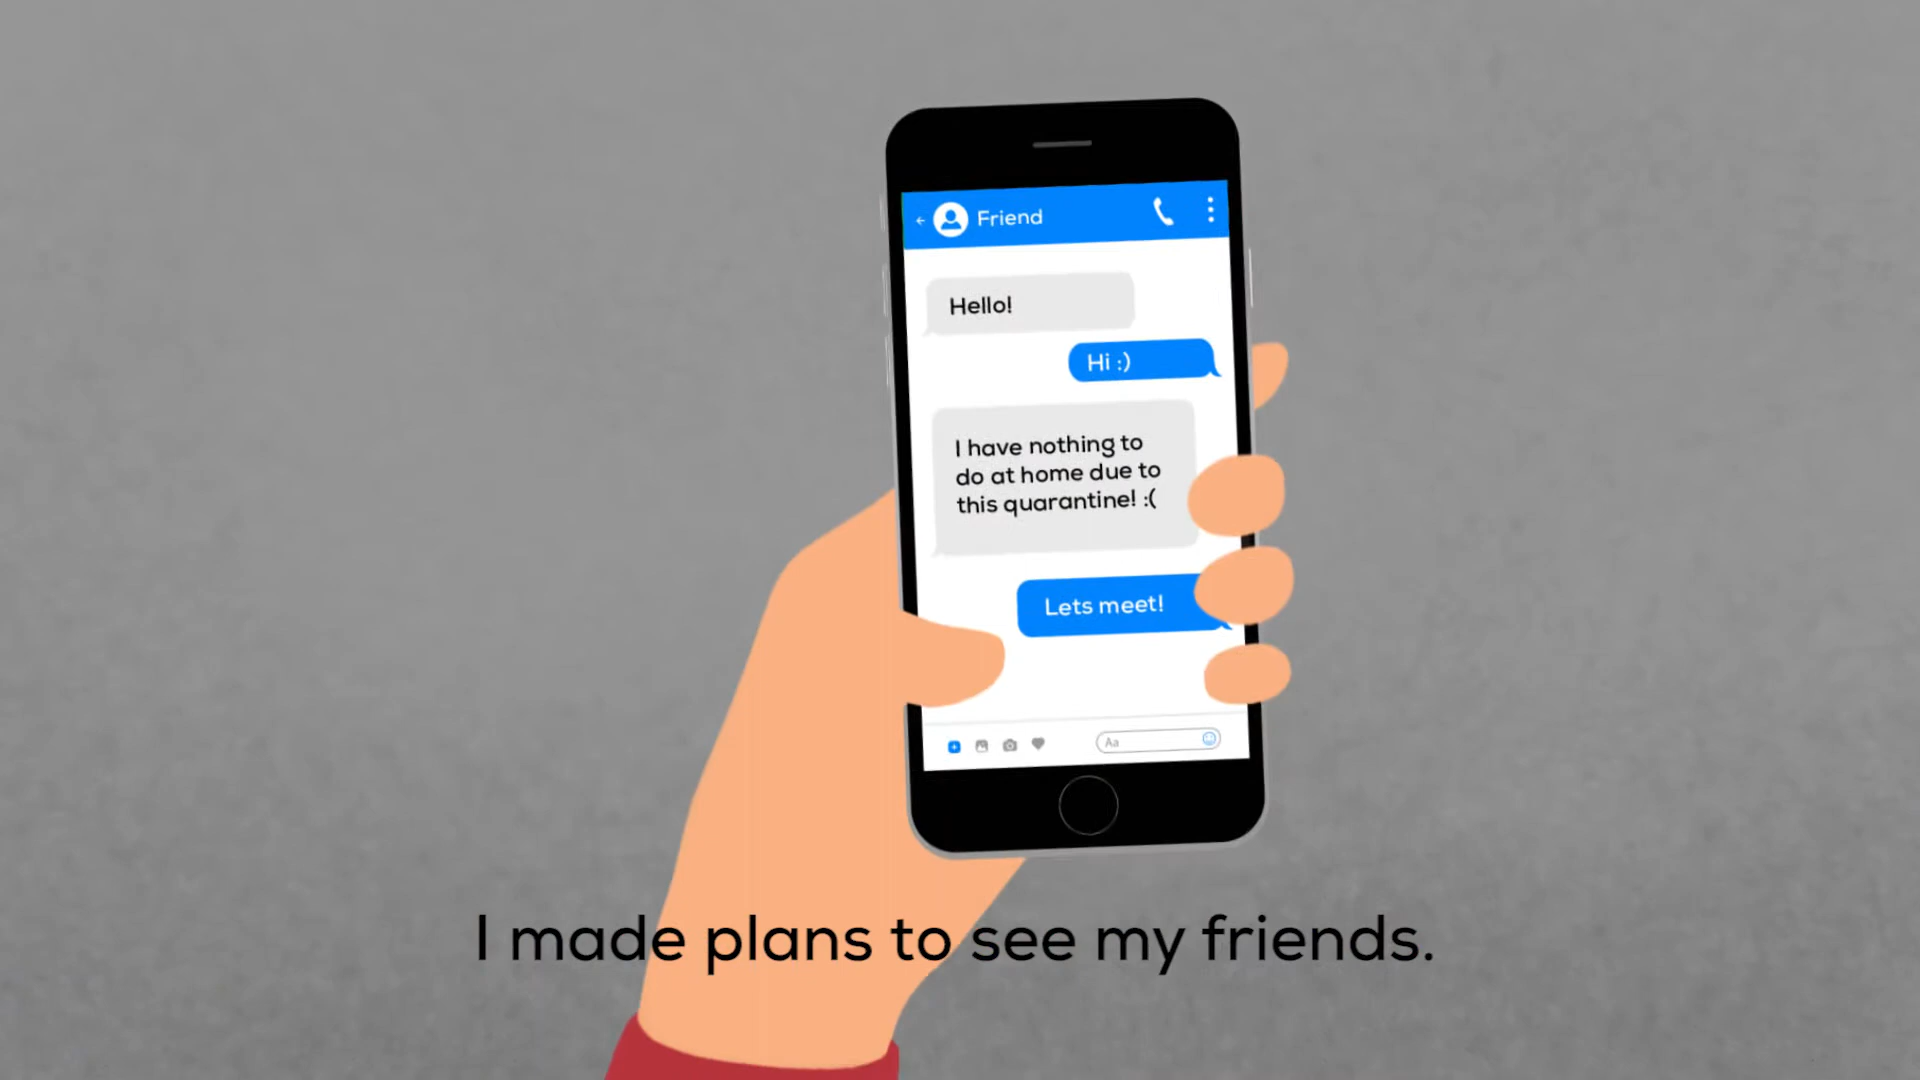 Friend
Hello!
Hi :)
I have nothing to
do at home due to
this quarantine! :(
Lets meet!
Aa
I made plans to see my friends.